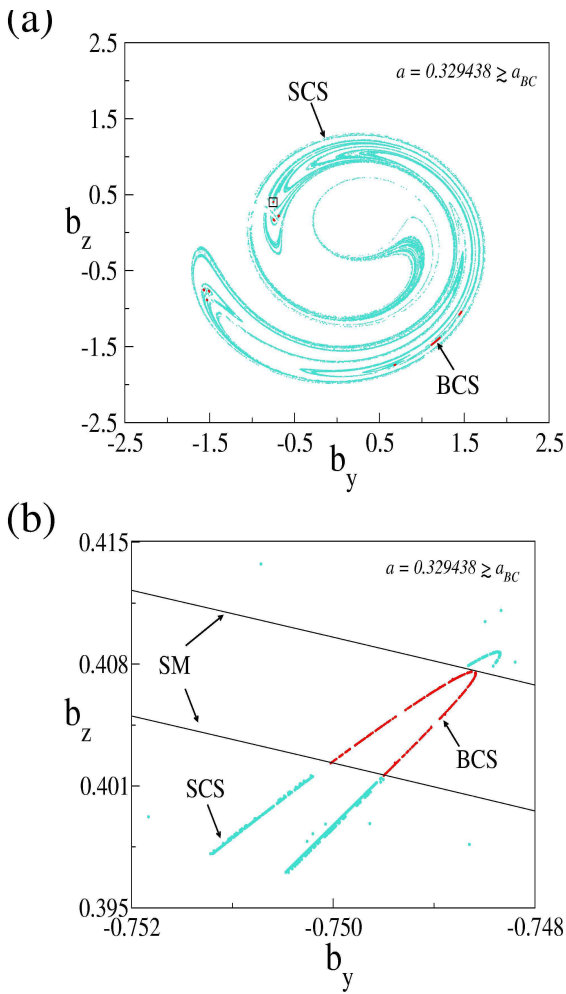 (a)
2.5
a = 0.329438 ≳ a_BC
SCS
1.5
0.5
b_z
-0.5
-1.5
BCS
-2.5
-2.5 -1.5 -0.5 0.5 1.5 2.5
b_y
(b)
0.415
a = 0.329438 ≳ a_BC
SM
0.408
b_z
BCS
0.401
SCS
0.395
-0.752 -0.750 -0.748
b_y